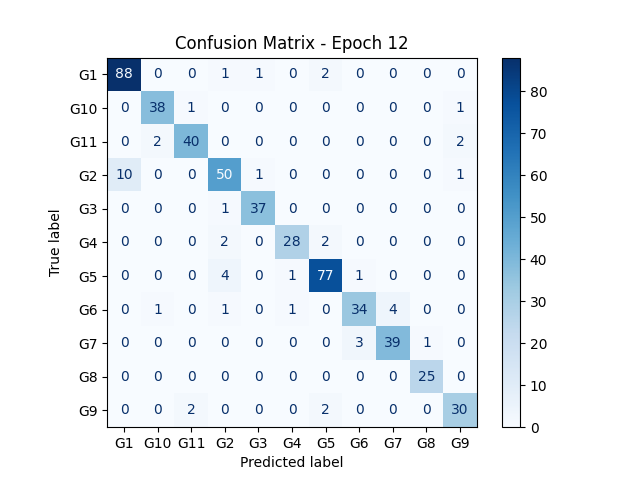 Confusion Matrix - Epoch 12
True label
G1 88 0 0 1 1 0 2 0 0 0 0
G10 0 38 1 0 0 0 0 0 0 0 1
G11 0 2 40 0 0 0 0 0 0 0 2
G2 10 0 0 50 1 0 0 0 0 0 1
G3 0 0 0 1 37 0 0 0 0 0 0
G4 0 0 0 2 0 28 2 0 0 0 0
G5 0 0 0 4 0 1 77 1 0 0 0
G6 0 1 0 1 0 1 0 34 4 0 0
G7 0 0 0 0 0 0 0 3 39 1 0
G8 0 0 0 0 0 0 0 0 0 25 0
G9 0 0 2 0 0 0 2 0 0 0 30
G1 G10 G11 G2 G3 G4 G5 G6 G7 G8 G9
Predicted label
80
70
60
50
40
30
20
10
0